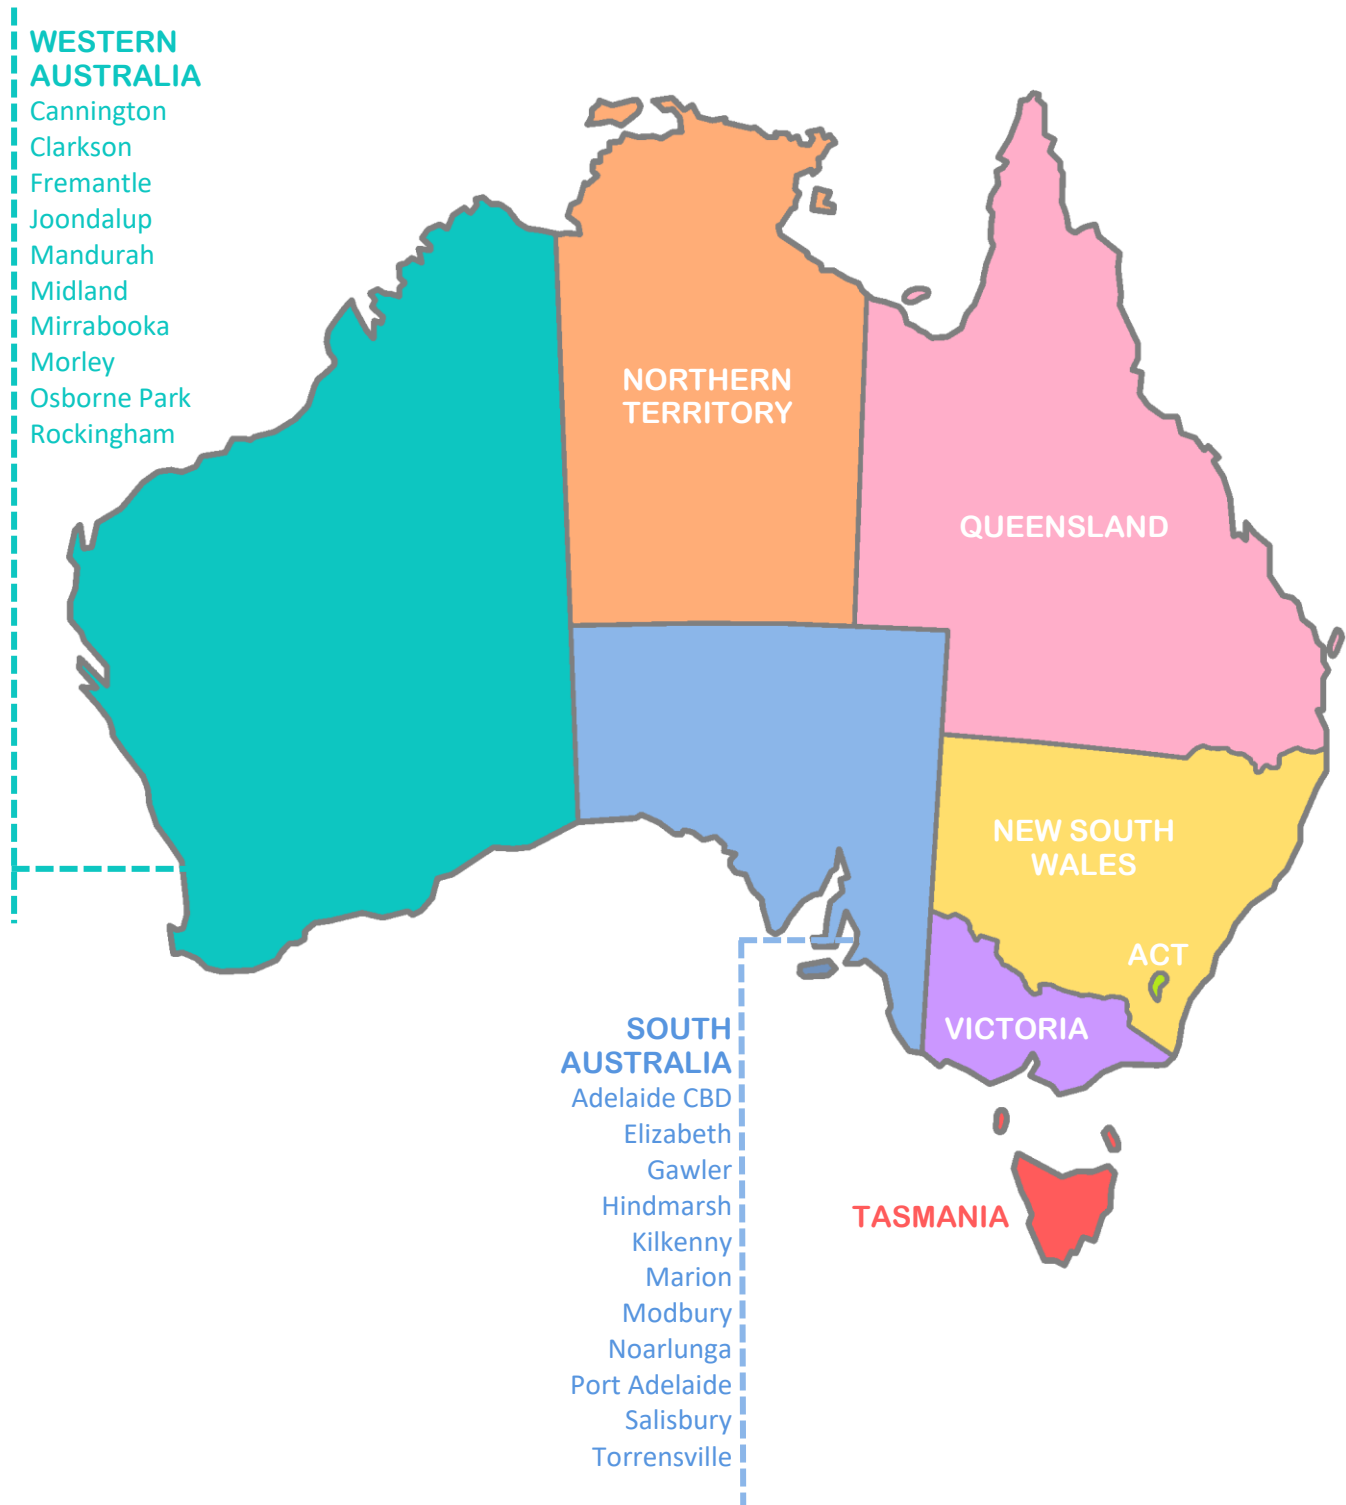 WESTERN
AUSTRALIA
Cannington
Clarkson
Fremantle
Joondalup
Mandurah
Midland
Mirrabooka
Morley
Osborne Park
Rockingham
NORTHERN
TERRITORY
QUEENSLAND
NEW SOUTH
WALES
ACT
VICTORIA
SOUTH
AUSTRALIA
Adelaide CBD
Elizabeth
Gawler
Hindmarsh
Kilkenny
Marion
Modbury
Noarlunga
Port Adelaide
Salisbury
Torrensville
TASMANIA